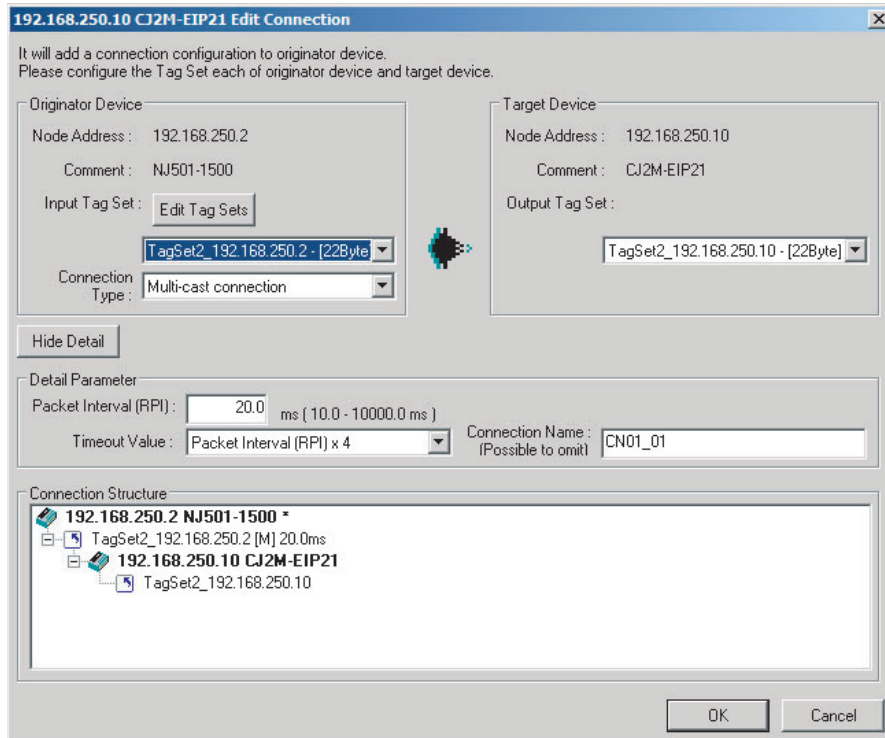 192.168.250.10 CJ2M-EIP21 Edit Connection
It will add a connection configuration to originator device.
Please configure the Tag Set each of originator device and target device.
Originator Device
Node Address : 192.168.250.2
Comment : NJ501-1500
Input Tag Set : Edit Tag Sets
TagSet2_192.168.250.2 - [22Byte
Connection
Type : Multi-cast connection
Target Device
Node Address : 192.168.250.10
Comment : CJ2M-EIP21
Output Tag Set :
TagSet2_192.168.250.10 - [22Byte]
Hide Detail
Detail Parameter
Packet Interval (RPI) : 20.0 ms ( 10.0 - 10000.0 ms )
Timeout Value : Packet Interval (RPI) x 4
Connection Name :
(Possible to omit) CN01_01
Connection Structure
192.168.250.2 NJ501-1500 *
TagSet2_192.168.250.2 [M] 20.0ms
192.168.250.10 CJ2M-EIP21
TagSet2_192.168.250.10
OK Cancel